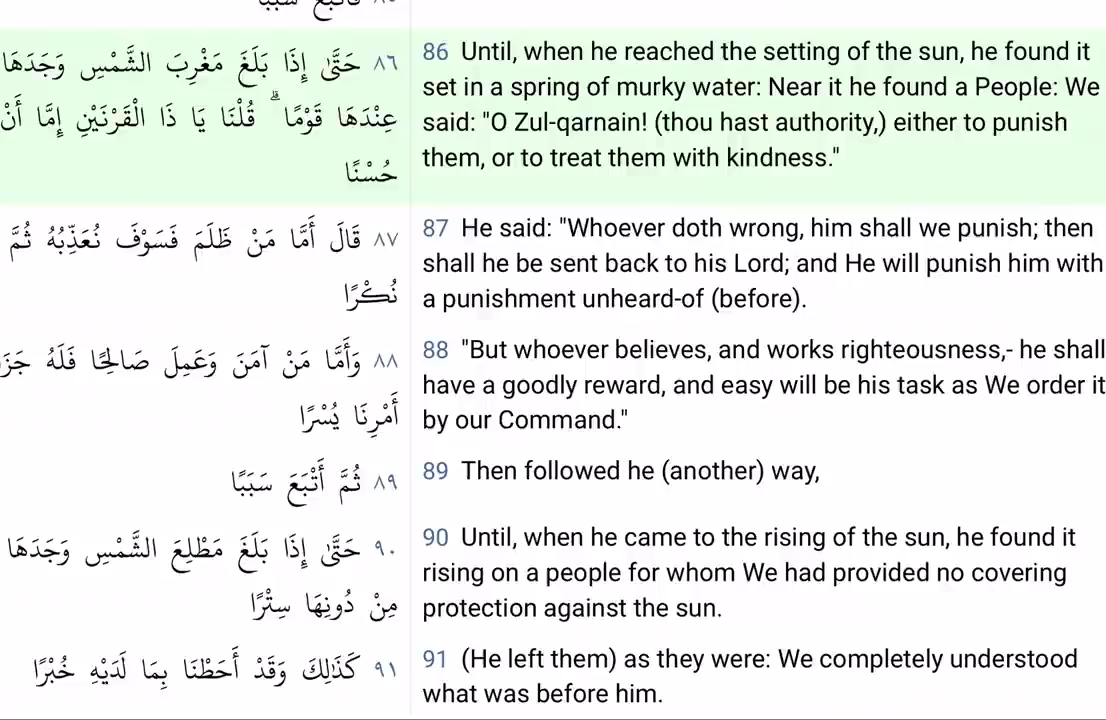 ٨٦ حَتَّىٰ إِذَا بَلَغَ مَغْرِبَ الشَّمْسِ وَجَدَهَا
عِنْدَهَا قَوْمًا ۗ قُلْنَا يَا ذَا الْقَرْنَيْنِ إِمَّا أَنْ
حُسْنًا
86 Until, when he reached the setting of the sun, he found it
set in a spring of murky water: Near it he found a People: We
said: "O Zul-qarnain! (thou hast authority,) either to punish
them, or to treat them with kindness."
٨٧ قَالَ أَمَّا مَنْ ظَلَمَ فَسَوْفَ نُعَذِّبُهُ ثُمَّ
نُكْرًا
87 He said: "Whoever doth wrong, him shall we punish; then
shall he be sent back to his Lord; and He will punish him with
a punishment unheard-of (before).
٨٨ وَأَمَّا مَنْ آمَنَ وَعَمِلَ صَالِحًا فَلَهُ
أَمْرِنَا يُسْرًا
88 "But whoever believes, and works righteousness,- he shall
have a goodly reward, and easy will be his task as We order it
by our Command."
٨٩ ثُمَّ أَتْبَعَ سَبَبًا
89 Then followed he (another) way,
٩٠ حَتَّىٰ إِذَا بَلَغَ مَطْلِعَ الشَّمْسِ وَجَدَهَا
مِنْ دُونِهَا سِتْرًا
90 Until, when he came to the rising of the sun, he found it
rising on a people for whom We had provided no covering
protection against the sun.
٩١ كَذَٰلِكَ وَقَدْ أَحَطْنَا بِمَا لَدَيْهِ خُبْرًا
91 (He left them) as they were: We completely understood
what was before him.